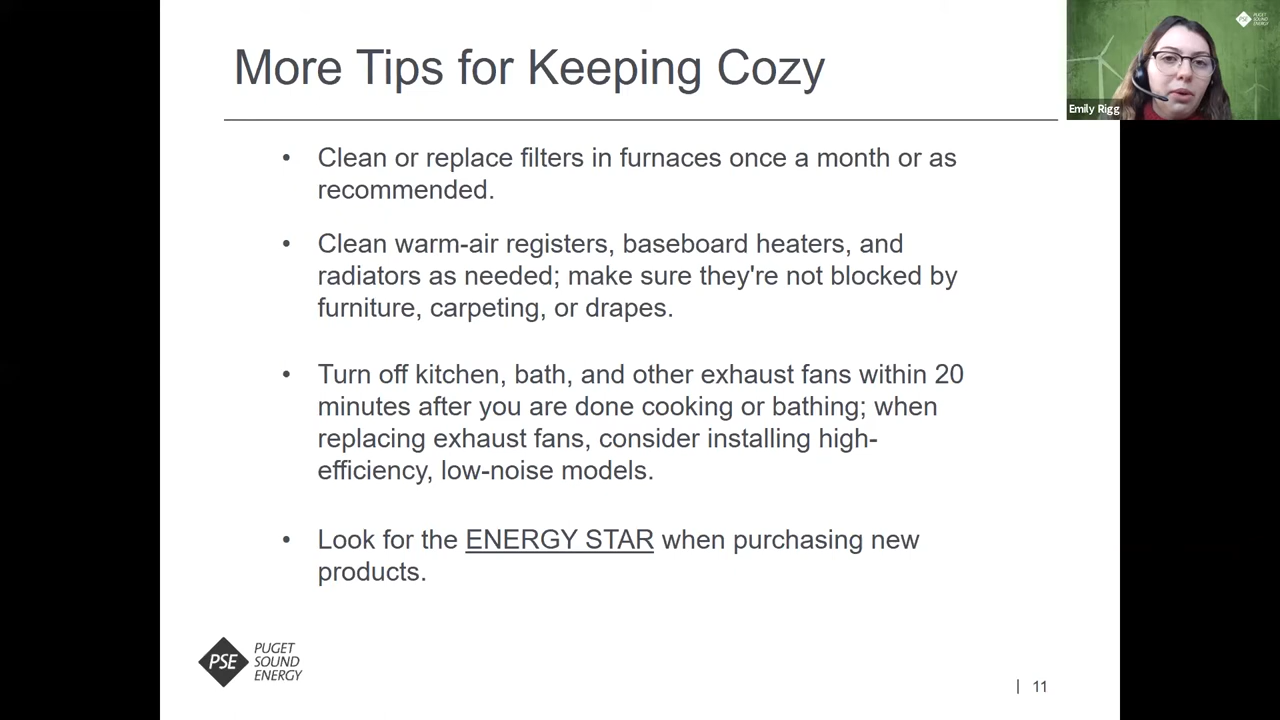 More Tips for Keeping Cozy
PSE PUGET SOUND ENERGY
Emily Rigg
• Clean or replace filters in furnaces once a month or as
recommended.
• Clean warm-air registers, baseboard heaters, and
radiators as needed; make sure they're not blocked by
furniture, carpeting, or drapes.
• Turn off kitchen, bath, and other exhaust fans within 20
minutes after you are done cooking or bathing; when
replacing exhaust fans, consider installing high-
efficiency, low-noise models.
• Look for the ENERGY STAR when purchasing new
products.
PSE
PUGET
SOUND
ENERGY
| 11